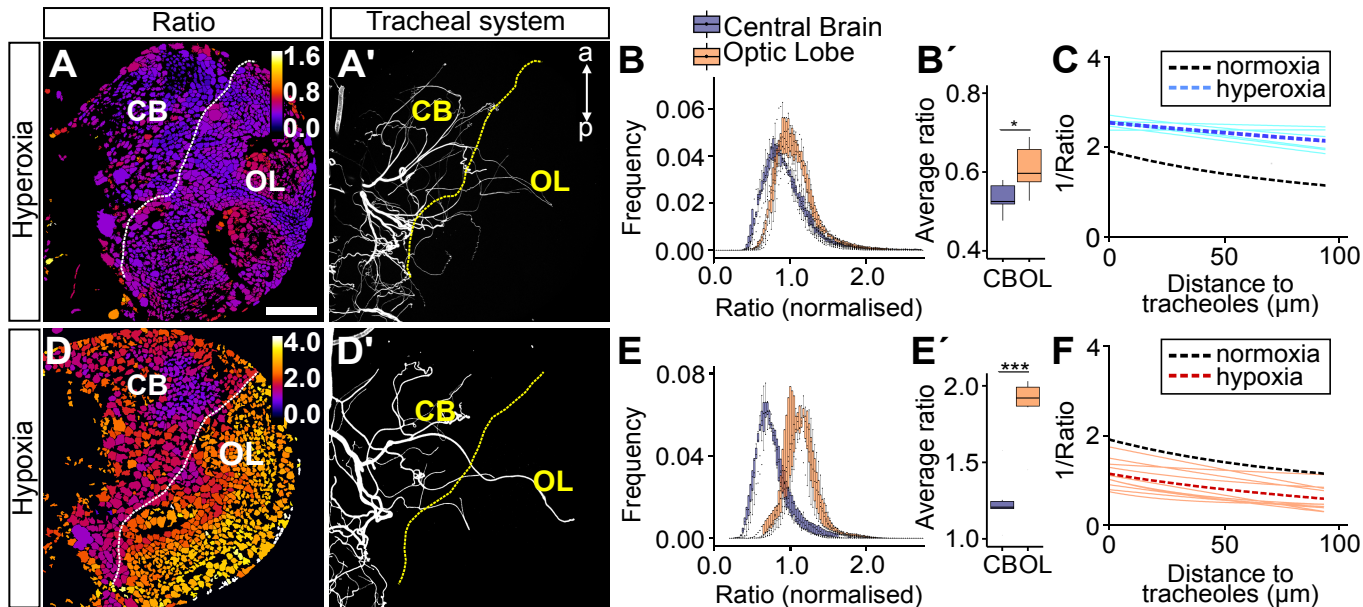 Ratio
Tracheal system
Hyperoxia
A
CB
OL
1.6
0.8
0.0
A'
CB
OL
a
p
Central Brain
Optic Lobe
B
Frequency
0.06
0.04
0.02
0.00
0.0 1.0 2.0
Ratio (normalised)
B´
Average ratio
0.8
0.6
0.4
*
CBOL
C
1/Ratio
4
2
0
normoxia
hyperoxia
0 50 100
Distance to
tracheoles (µm)
Hypoxia
D
CB
OL
4.0
2.0
0.0
D'
CB
OL
E
Frequency
0.08
0.04
0.00
0.0 1.0 2.0
Ratio (normalised)
E´
Average ratio
2.0
1.5
1.0
***
CBOL
F
1/Ratio
4
2
0
normoxia
hypoxia
0 50 100
Distance to
tracheoles (µm)